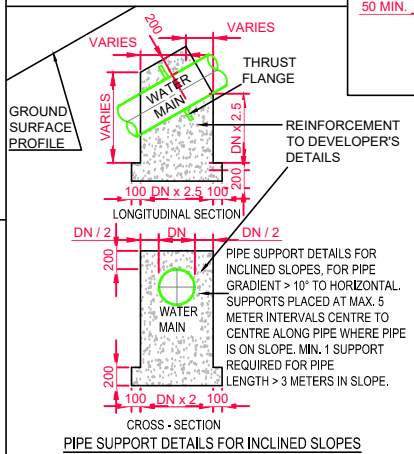 50 MIN.
200
VARIES
VARIES
THRUST
FLANGE
WATER
MAIN
GROUND
SURFACE
PROFILE
VARIES
DN x 2.5
REINFORCEMENT
TO DEVELOPER'S
DETAILS
200
100 DN x 2.5 100
LONGITUDINAL SECTION
DN / 2
DN
DN / 2
200
PIPE SUPPORT DETAILS FOR
INCLINED SLOPES, FOR PIPE
GRADIENT > 10° TO HORIZONTAL.
SUPPORTS PLACED AT MAX. 5
METER INTERVALS CENTRE TO
CENTRE ALONG PIPE WHERE PIPE
IS ON SLOPE. MIN. 1 SUPPORT
REQUIRED FOR PIPE
LENGTH > 3 METERS IN SLOPE.
WATER
MAIN
200
100 DN x 2 100
CROSS - SECTION
PIPE SUPPORT DETAILS FOR INCLINED SLOPES